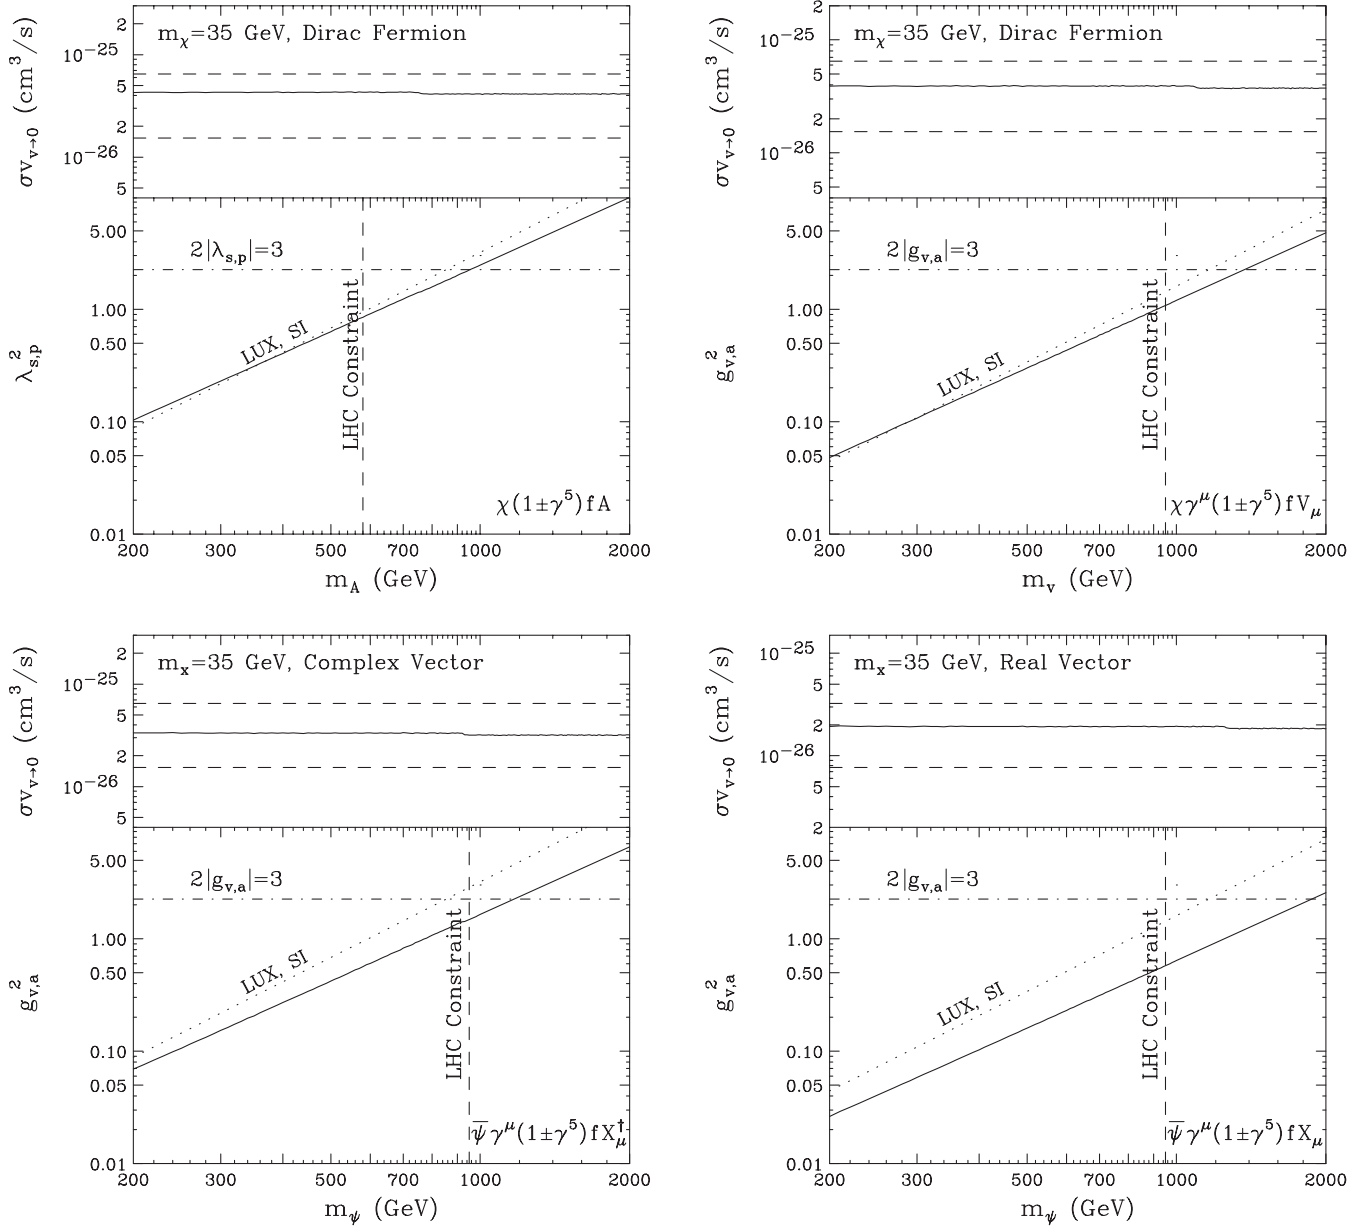 m_χ=35 GeV, Dirac Fermion
2
10^−25
5
2
10^−26
5
σv_v→0 (cm^3/s)
2|λ_s,p|=3
LUX, SI
LHC Constraint
χ(1±γ^5)fA
5.00
1.00
0.50
0.10
0.05
0.01
λ^2_s,p
200 300 500 700 1000 2000
m_A (GeV)
m_χ=35 GeV, Dirac Fermion
2
10^−25
5
2
10^−26
5
σv_v→0 (cm^3/s)
2|g_v,a|=3
LUX, SI
LHC Constraint
χγ^μ(1±γ^5)fV_μ
5.00
1.00
0.50
0.10
0.05
0.01
g^2_v,a
200 300 500 700 1000 2000
m_v (GeV)
m_x=35 GeV, Complex Vector
2
10^−25
5
2
10^−26
5
σv_v→0 (cm^3/s)
2|g_v,a|=3
LUX, SI
LHC Constraint
ψ̅γ^μ(1±γ^5)fX^†_μ
5.00
1.00
0.50
0.10
0.05
0.01
g^2_v,a
200 300 500 700 1000 2000
m_ψ (GeV)
m_x=35 GeV, Real Vector
10^−25
5
2
10^−26
5
2
σv_v→0 (cm^3/s)
2|g_v,a|=3
LUX, SI
LHC Constraint
ψ̅γ^μ(1±γ^5)fX_μ
5.00
1.00
0.50
0.10
0.05
0.01
g^2_v,a
200 300 500 700 1000 2000
m_ψ (GeV)